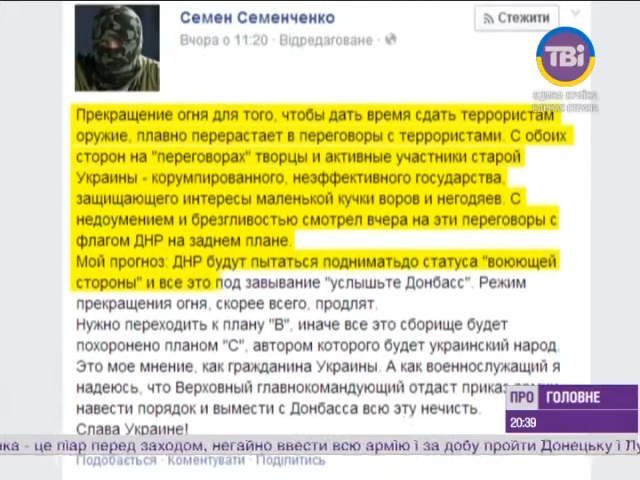 Семен Семенченко
Вчора о 11:20 · Відредаговане ·
Стежити
ТВі
ЄДИНА КРАЇНА
ЕДИНАЯ СТРАНА
Прекращение огня для того, чтобы дать время сдать террористам
оружие, плавно перерастает в переговоры с террористами. С обоих
сторон на "переговорах" творцы и активные участники старой
Украины - корумпированного, неэффективного государства,
защищающего интересы маленькой кучки воров и негодяев. С
недоумением и брезгливостью смотрел вчера на эти переговоры с
флагом ДНР на заднем плане.
Мой прогноз: ДНР будут пытаться подниматьдо статуса "воюющей
стороны" и все это под завывание "услышьте Донбасс". Режим
прекращения огня, скорее всего, продлят.
Нужно переходить к плану "В", иначе все это сборище будет
похоронено планом "С", автором которого будет украинский народ.
Это мое мнение, как гражданина Украины. А как военнослужащий я
надеюсь, что Верховный главнокомандующий отдаст приказ
навести порядок и вымести с Донбасса всю эту нечисть.
Слава Украине!
ПРО ГОЛОВНЕ
20:39
нка - це піар перед заходом, негайно ввести всю армію і за добу пройти Донецьку і Лу
Подобається · Коментувати · Поділитись